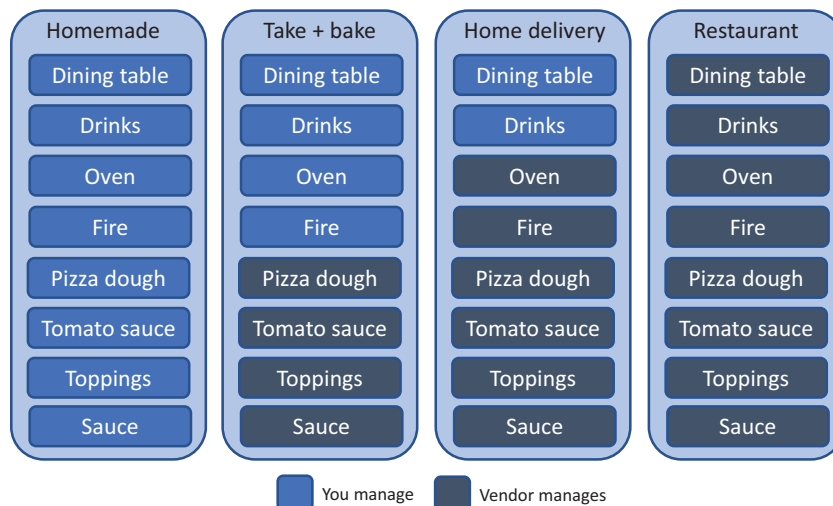 Homemade
Take + bake
Home delivery
Restaurant
Dining table
Dining table
Dining table
Dining table
Drinks
Drinks
Drinks
Drinks
Oven
Oven
Oven
Oven
Fire
Fire
Fire
Fire
Pizza dough
Pizza dough
Pizza dough
Pizza dough
Tomato sauce
Tomato sauce
Tomato sauce
Tomato sauce
Toppings
Toppings
Toppings
Toppings
Sauce
Sauce
Sauce
Sauce
You manage
Vendor manages